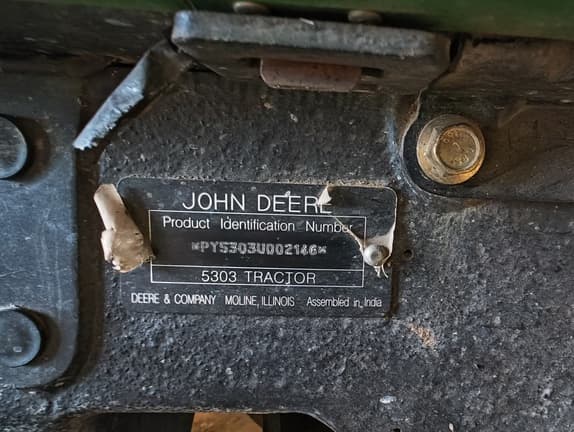 JOHN DEERE
Product Identification Number
*PY5303U002146*
5303 TRACTOR
DEERE & COMPANY MOLINE, ILLINOIS Assembled in India